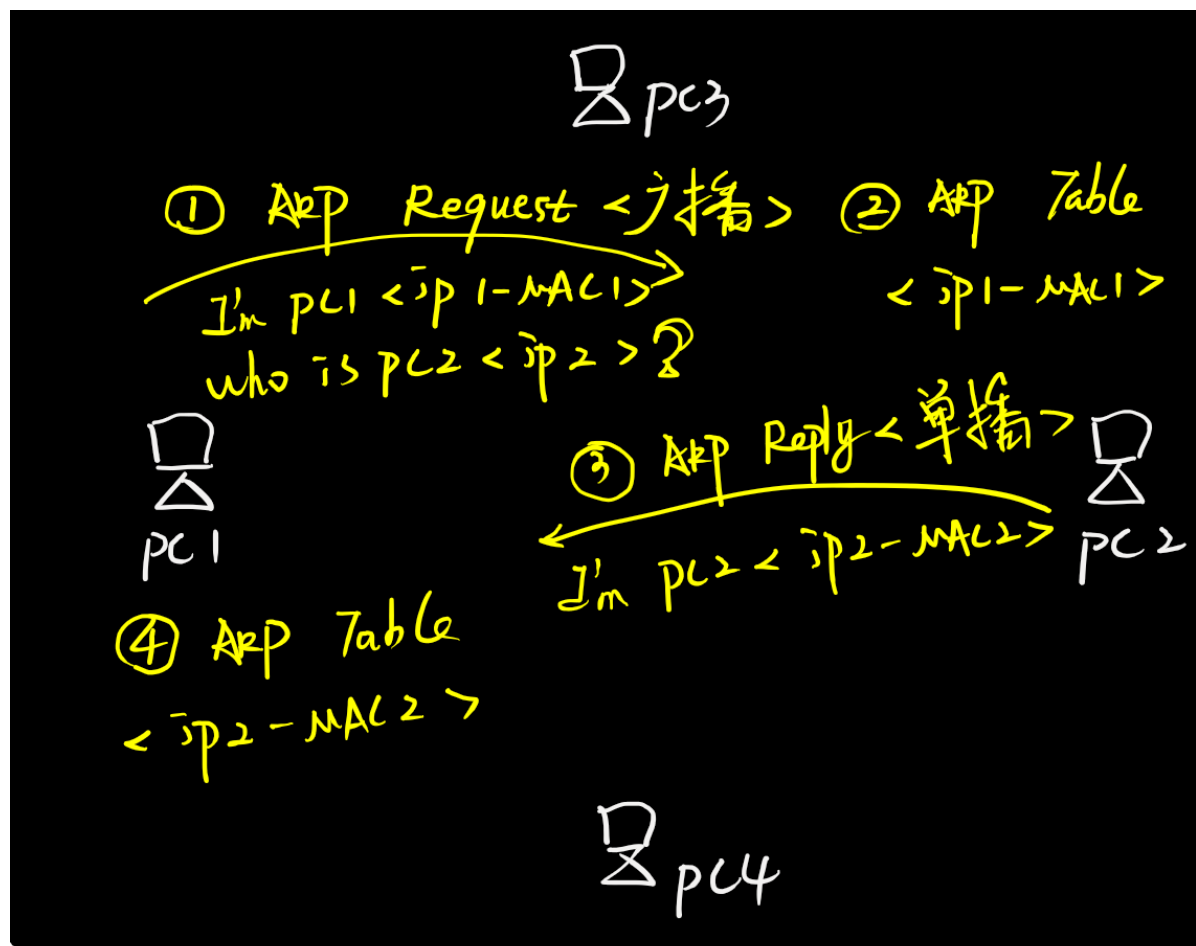 pc3
① ARP Request <广播>
I'm pc1 <ip1-MAC1>
who is pc2 <ip2>?
② ARP Table
<ip1-MAC1>
③ ARP Reply <单播>
I'm pc2 <ip2-MAC2>
pc1
pc2
④ ARP Table
<ip2-MAC2>
pc4